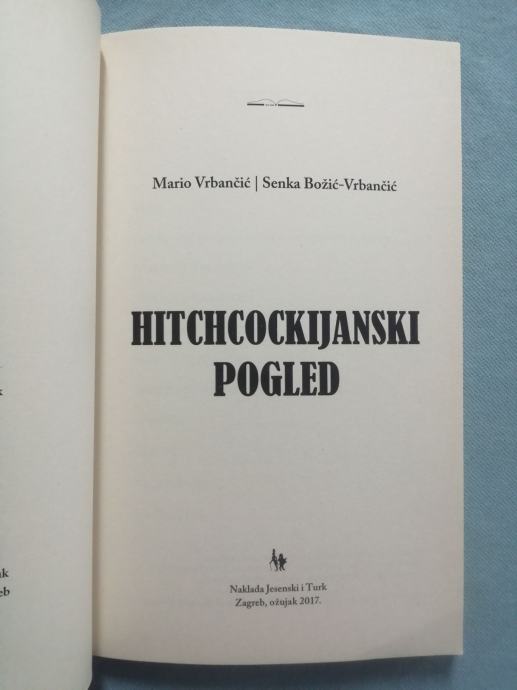 Mario Vrbančić | Senka Božić-Vrbančić
HITCHCOCKIJANSKI
POGLED
Naklada Jesenski i Turk
Zagreb, ožujak 2017.